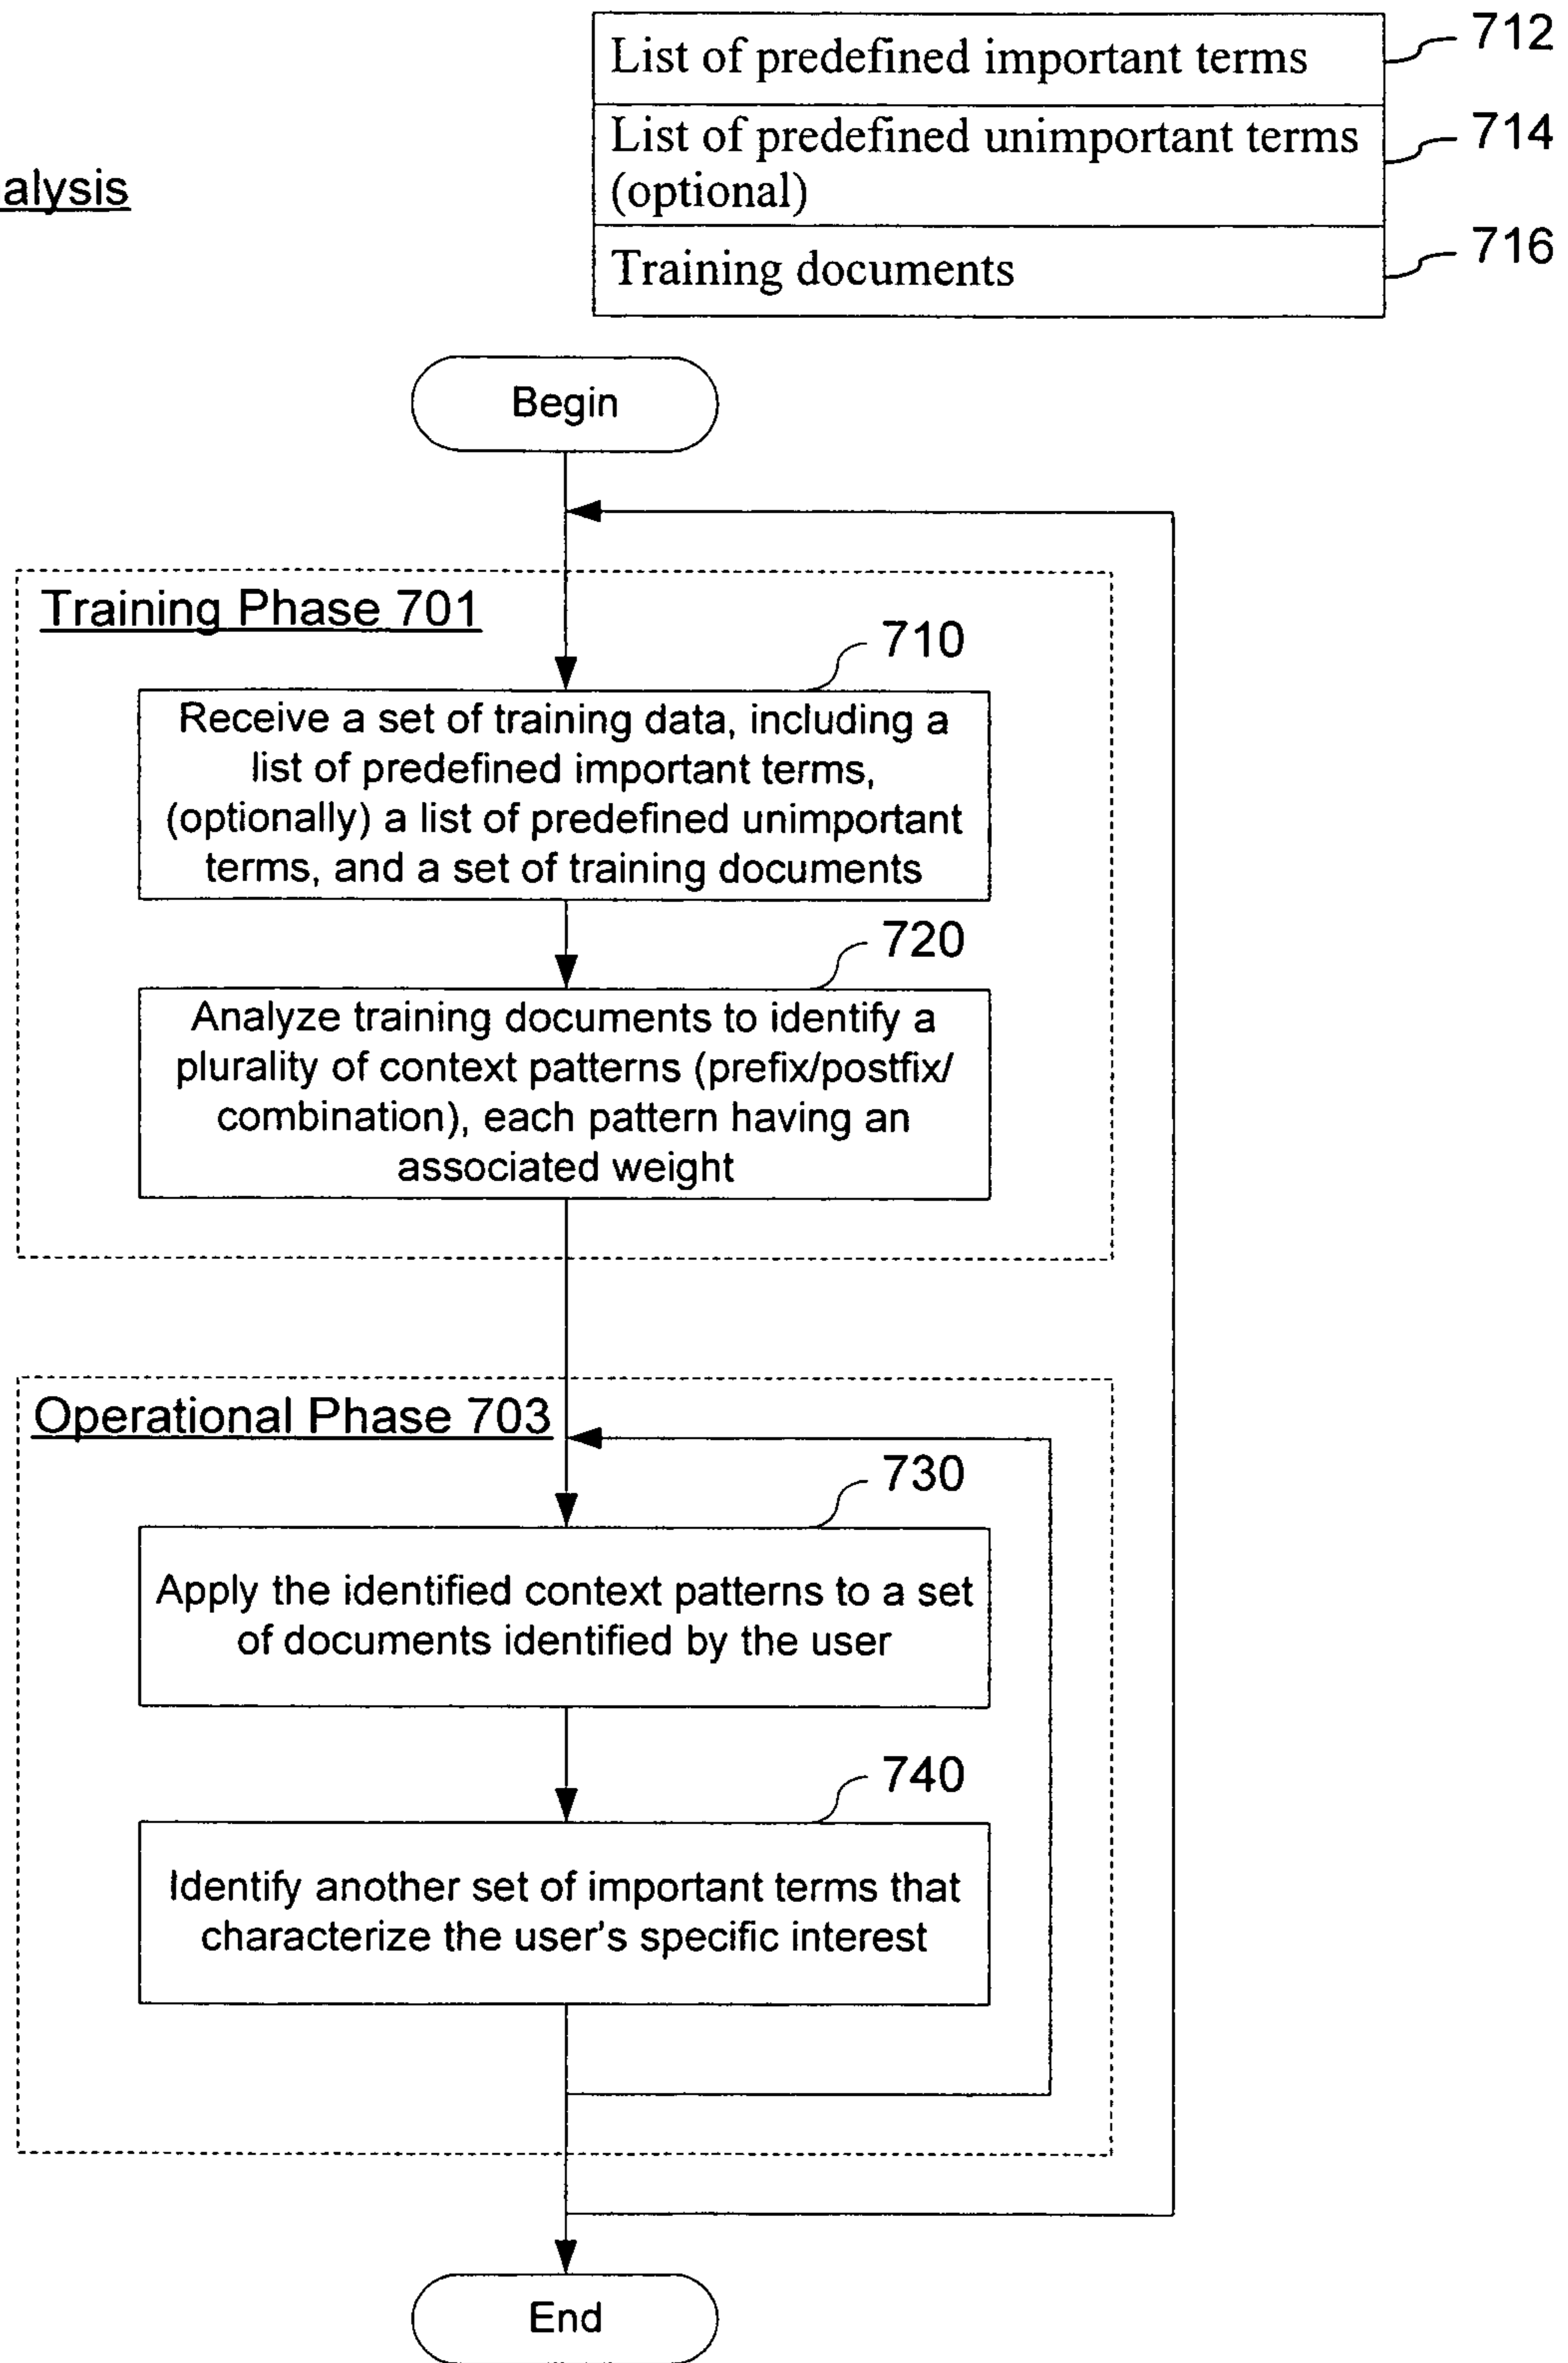 List of predefined important terms
712
List of predefined unimportant terms
(optional)
714
alysis
Training documents
716
Begin
Training Phase 701
710
Receive a set of training data, including a
list of predefined important terms,
(optionally) a list of predefined unimportant
terms, and a set of training documents
720
Analyze training documents to identify a
plurality of context patterns (prefix/postfix/
combination), each pattern having an
associated weight
Operational Phase 703
730
Apply the identified context patterns to a set
of documents identified by the user
740
Identify another set of important terms that
characterize the user's specific interest
End